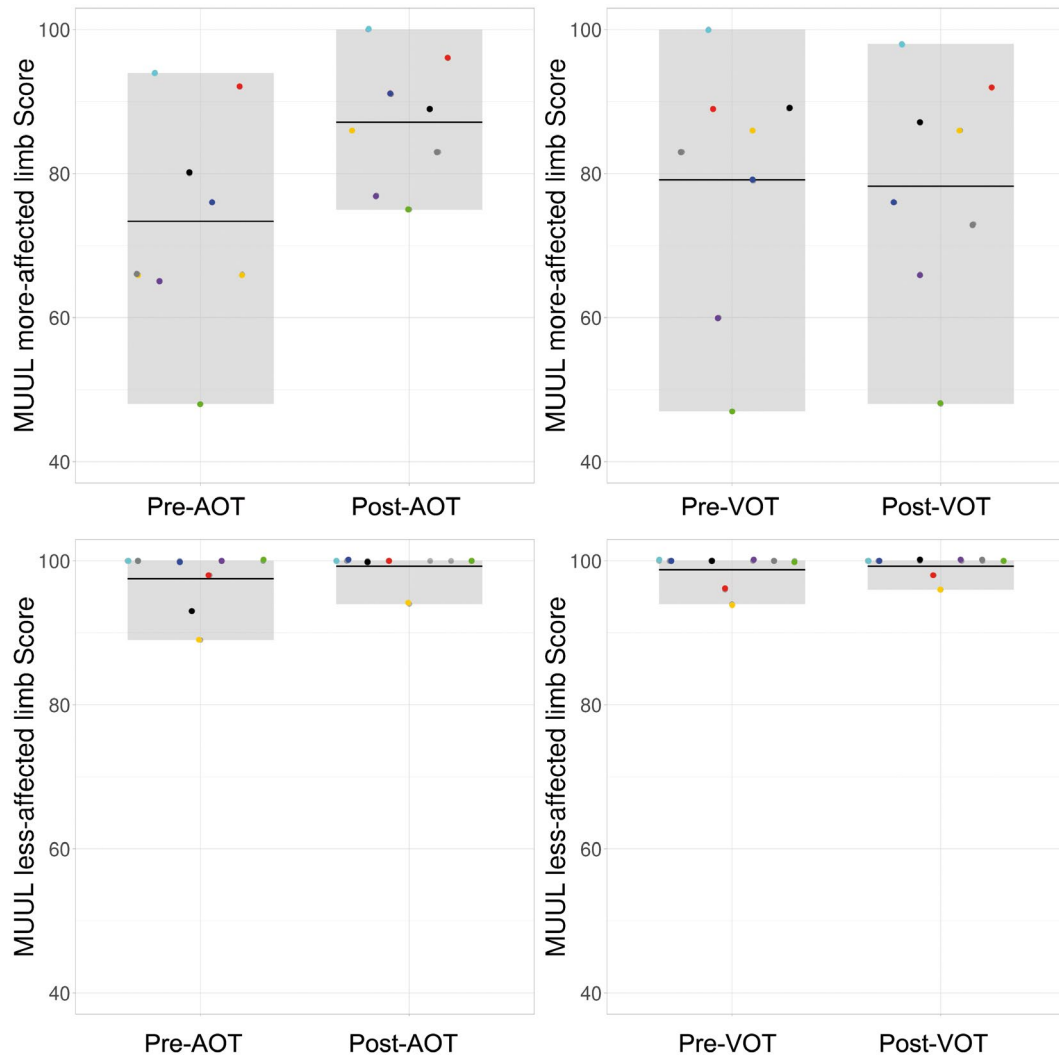 MUUL more-affected limb Score
100
80
60
40
Pre-AOT
Post-AOT
MUUL more-affected limb Score
100
80
60
40
Pre-VOT
Post-VOT
MUUL less-affected limb Score
100
80
60
40
Pre-AOT
Post-AOT
MUUL less-affected limb Score
100
80
60
40
Pre-VOT
Post-VOT